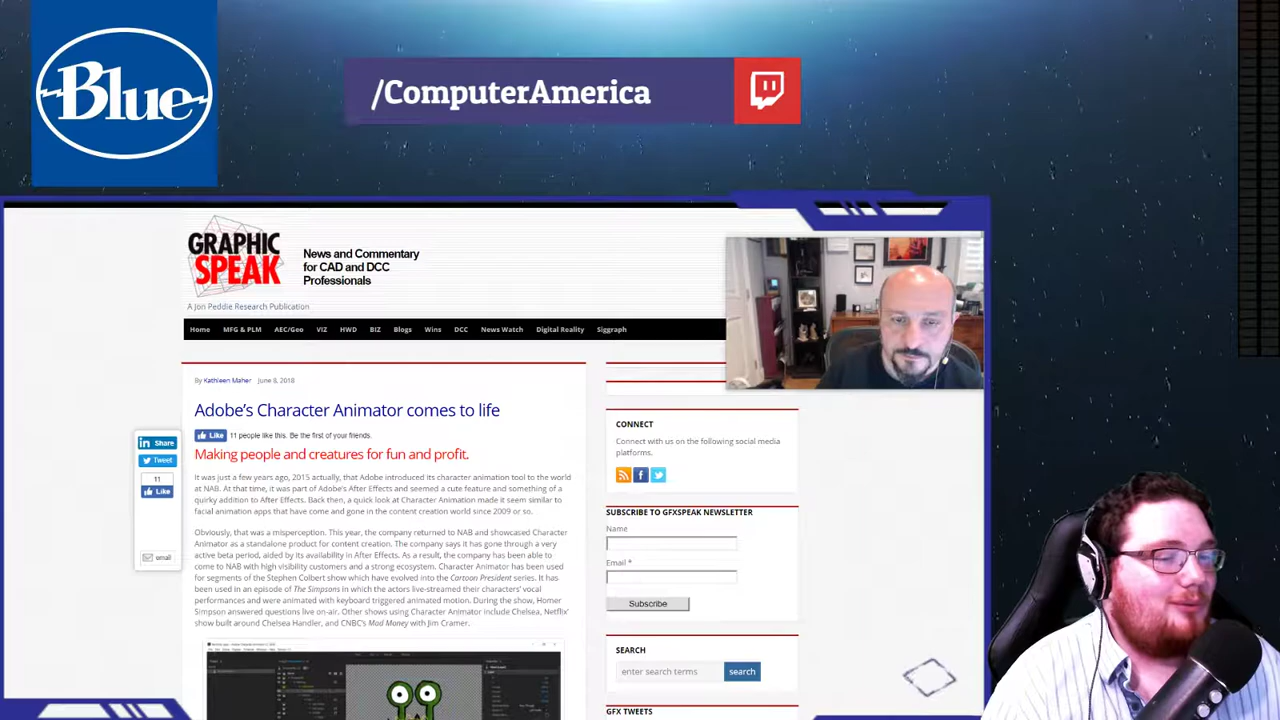 Blue
/ComputerAmerica
GRAPHIC
SPEAK
News and Commentary
for CAD and DCC
Professionals
A Jon Peddie Research Publication
Home MFG & PLM AEC/Geo VIZ HWD BIZ Blogs Wins DCC News Watch Digital Reality Siggraph
By Kathleen Maher June 8, 2018
Adobe's Character Animator comes to life
Like 11 people like this. Be the first of your friends.
Making people and creatures for fun and profit.
It was just a few years ago, 2015 actually, that Adobe introduced its character animation tool to the world
at NAB. At that time, it was part of Adobe's After Effects and seemed a cute feature and something of a
quirky addition to After Effects. Back then, a quick look at Character Animation made it seem similar to
facial animation apps that have come and gone in the content creation world since 2009 or so.
Obviously, that was a misperception. This year, the company returned to NAB and showcased Character
Animator as a standalone product for content creation. The company says it has gone through a very
active beta period, aided by its availability in After Effects. As a result, the company has been able to
come to NAB with high visibility customers and a strong ecosystem. Character Animator has been used
for segments of the Stephen Colbert show which have evolved into the Cartoon President series. It has
been used in an episode of The Simpsons in which the actors live-streamed their characters' vocal
performances and were animated with keyboard triggered animated motion. During the show, Homer
Simpson answered questions live on-air. Other shows using Character Animator include Chelsea, Netflix'
show built around Chelsea Handler, and CNBC's Mad Money with Jim Cramer.
Share
Tweet
11
Like
email
CONNECT
Connect with us on the following social media
platforms.
SUBSCRIBE TO GFXSPEAK NEWSLETTER
Name
Email *
Subscribe
SEARCH
enter search terms search
GFX TWEETS